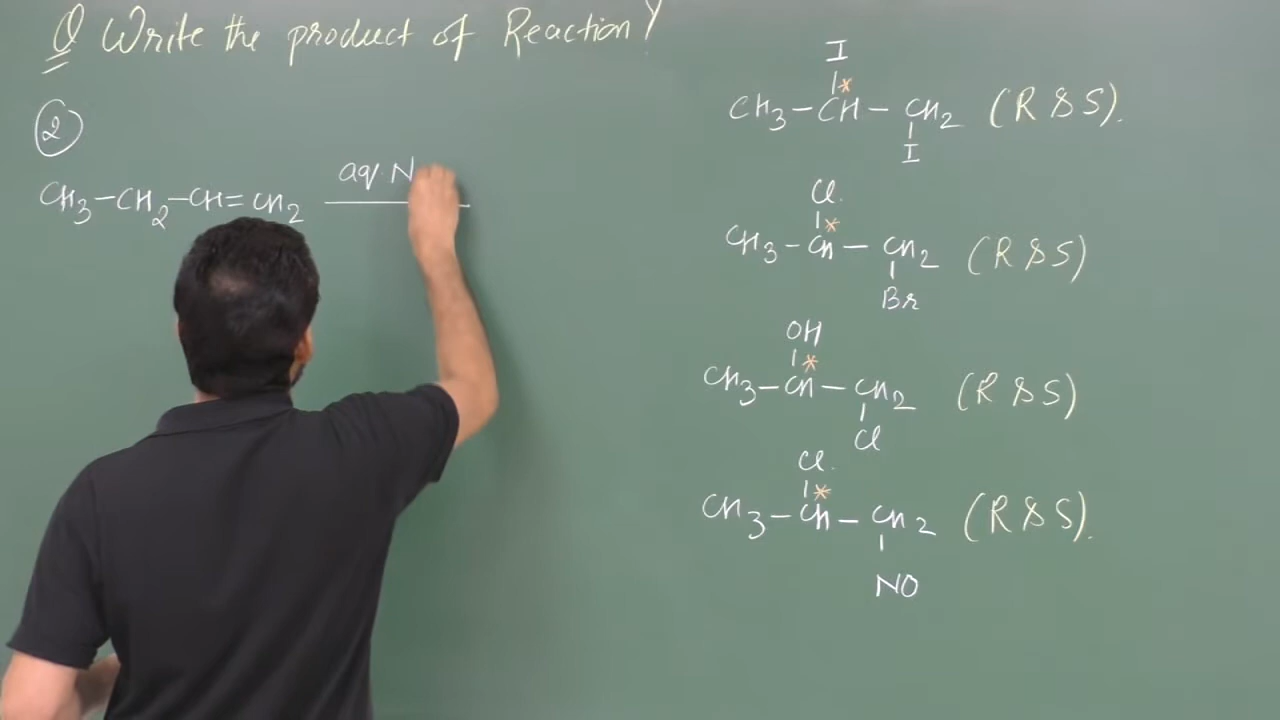 Q Write the product of Reaction?
②
CH3-CH2-CH=CH2 aq. N
I
CH3-CH*-CH2 (R & S).
I
Cl.
CH3-CH*-CH2 (R & S)
Br
OH
CH3-CH*-CH2 (R & S)
Cl
Cl.
CH3-CH*-CH2 (R & S).
NO